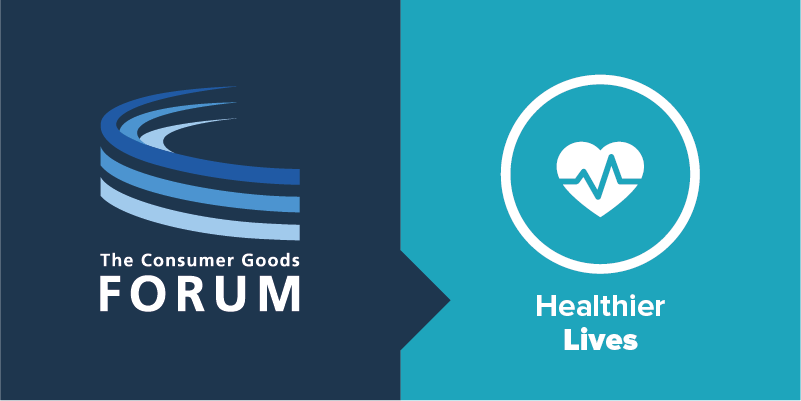 The Consumer Goods
FORUM
Healthier
Lives